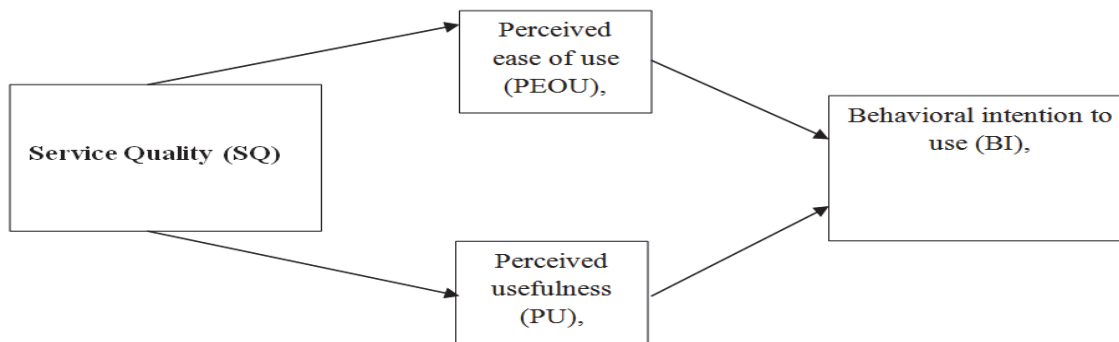 Perceived
ease of use
(PEOU),
Service Quality (SQ)
Behavioral intention to
use (BI),
Perceived
usefulness
(PU),